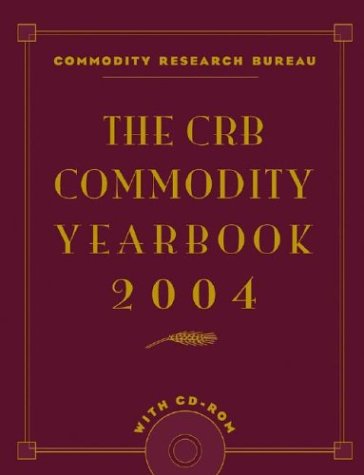 COMMODITY RESEARCH BUREAU
THE CRB
COMMODITY
YEARBOOK
2004
WITH CD-ROM